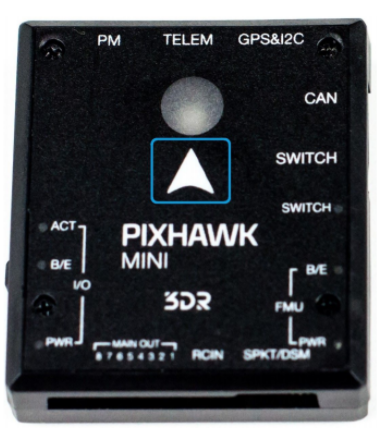 PM TELEM GPS&I2C
CAN
SWITCH
SWITCH
ACT
B/E
I/O
PWR
PIXHAWK
MINI
3DR
B/E
FMU
PWR
MAIN OUT
8 7 6 5 4 3 2 1
RCIN
SPKT/DSM